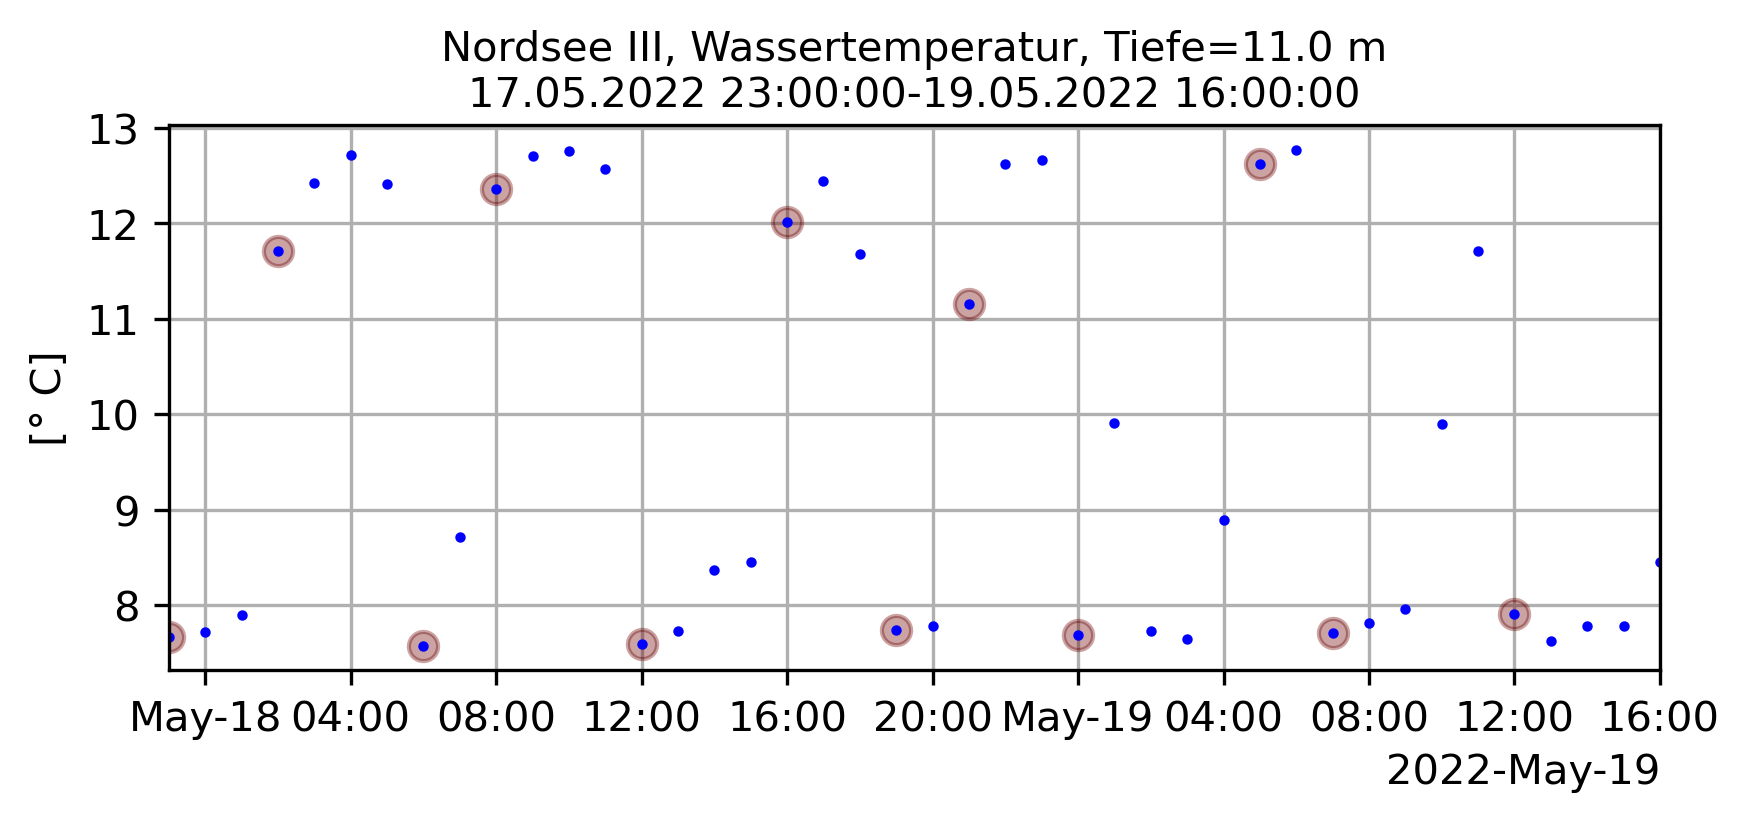 Nordsee III, Wassertemperatur, Tiefe=11.0 m
17.05.2022 23:00:00-19.05.2022 16:00:00
13
12
11
10
9
8
[° C]
May-18 04:00 08:00 12:00 16:00 20:00 May-19 04:00 08:00 12:00 16:00
2022-May-19